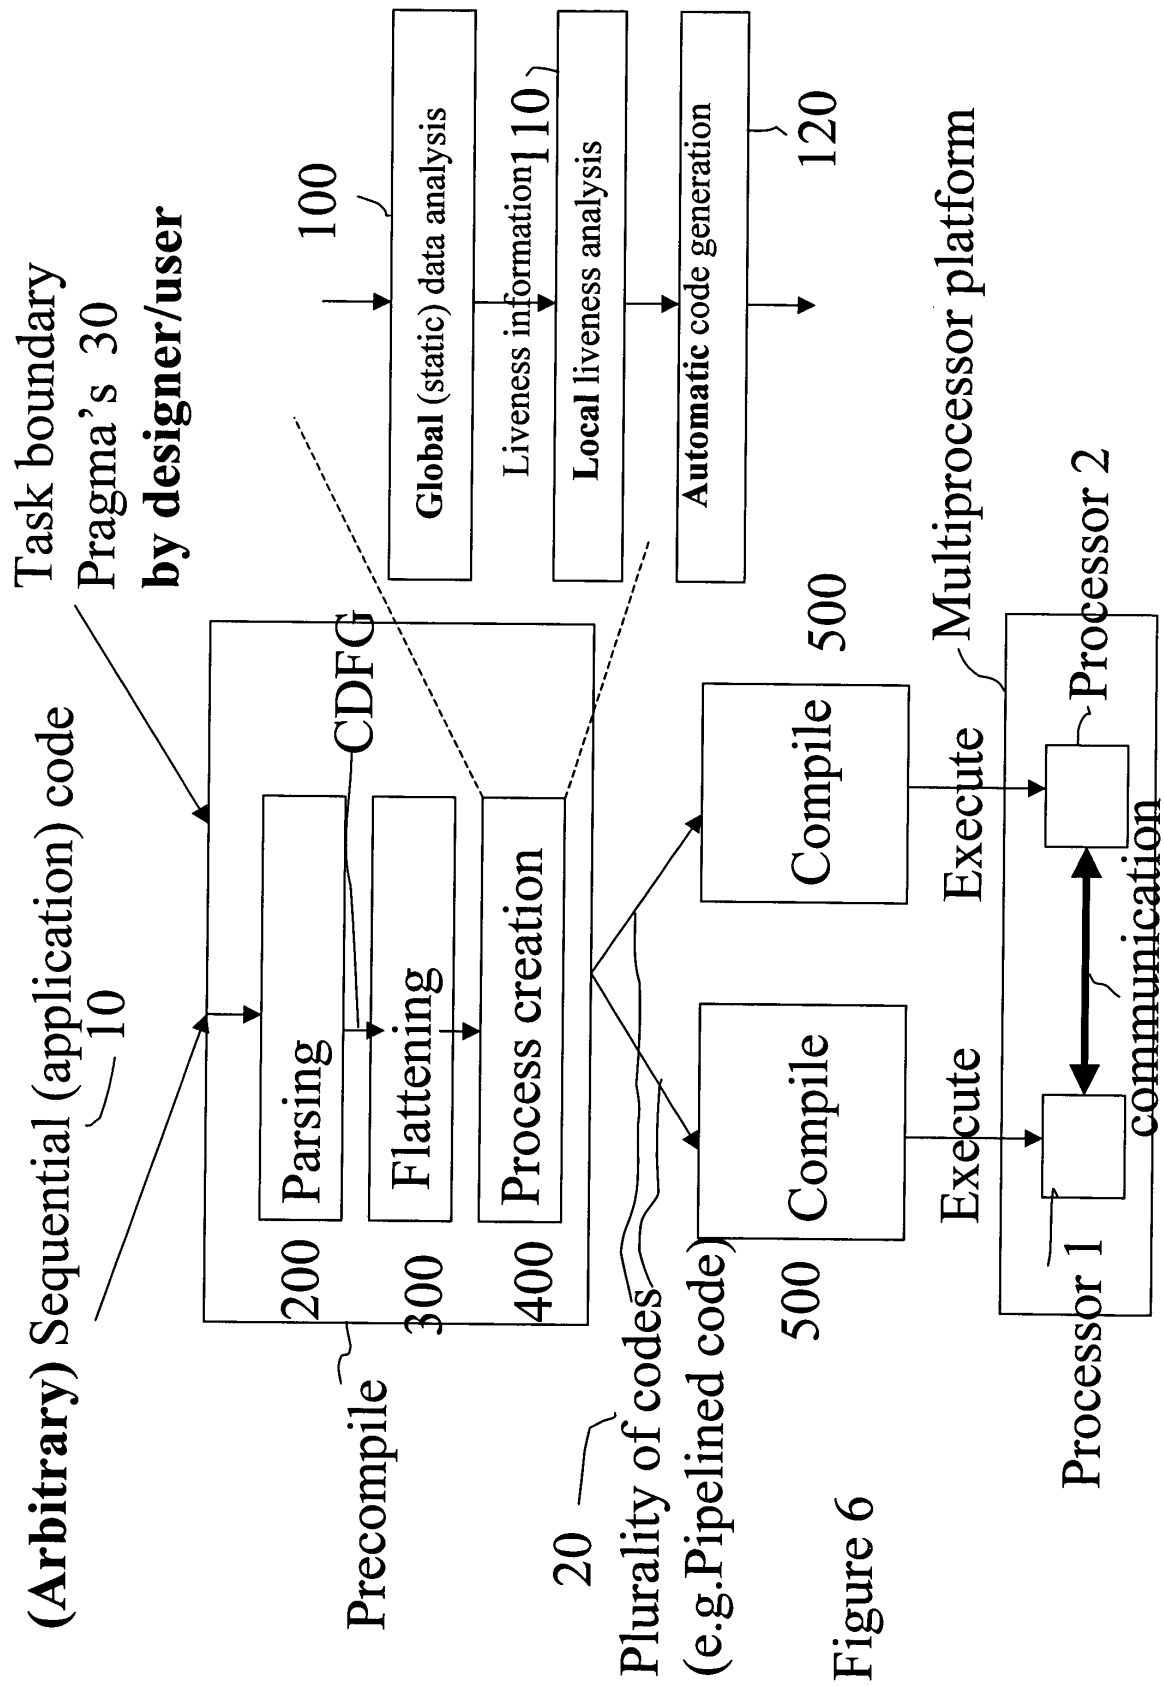 (Arbitrary) Sequential (application) code
10
Task boundary
Pragma's 30
by designer/user
Precompile
200
Parsing
CDFG
300
Flattening
400
Process creation
100
Global (static) data analysis
Liveness information
110
Local liveness analysis
Automatic code generation
120
20
Plurality of codes
(e.g.Pipelined code)
500
Compile
Compile
500
Execute
Execute
Multiprocessor platform
Processor 1
Processor 2
communication
Figure 6